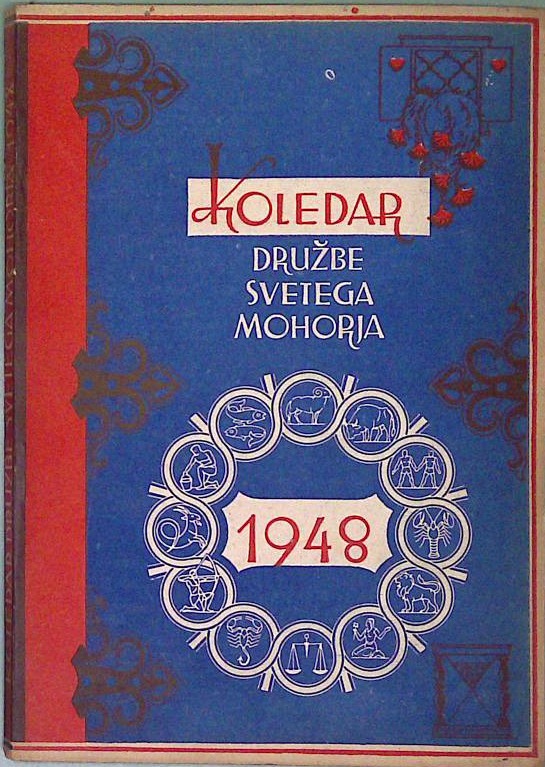 KOLEDAR
DRUŽBE
SVETEGA
MOHORJA
1948